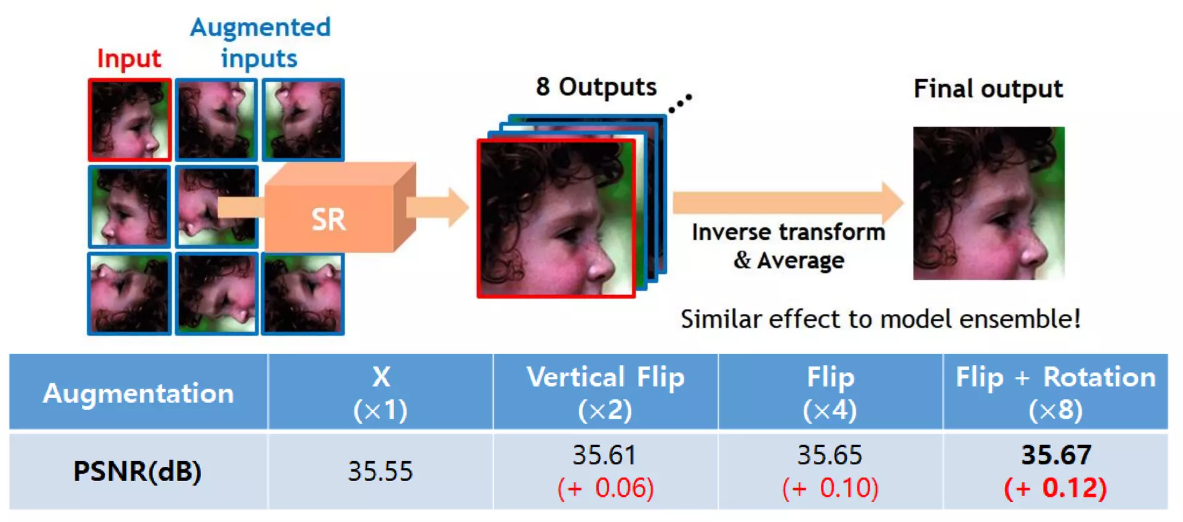 Augmented
inputs
Input
8 Outputs
Final output
SR
Inverse transform
& Average
Similar effect to model ensemble!
Augmentation
X
(×1)
Vertical Flip
(×2)
Flip
(×4)
Flip + Rotation
(×8)
PSNR(dB)
35.55
35.61
(+ 0.06)
35.65
(+ 0.10)
35.67
(+ 0.12)